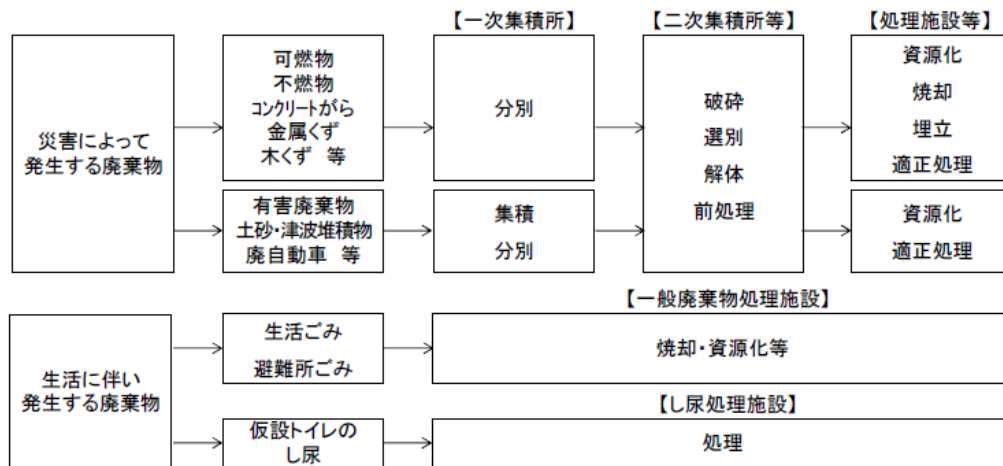 【一次集積所】
【二次集積所等】
【処理施設等】
災害によって
発生する廃棄物
可燃物
不燃物
コンクリートがら
金属くず
木くず 等
分別
破砕
選別
解体
前処理
資源化
焼却
埋立
適正処理
有害廃棄物
土砂・津波堆積物
廃自動車 等
集積
分別
資源化
適正処理
【一般廃棄物処理施設】
生活に伴い
発生する廃棄物
生活ごみ
避難所ごみ
焼却・資源化等
【し尿処理施設】
仮設トイレの
し尿
処理